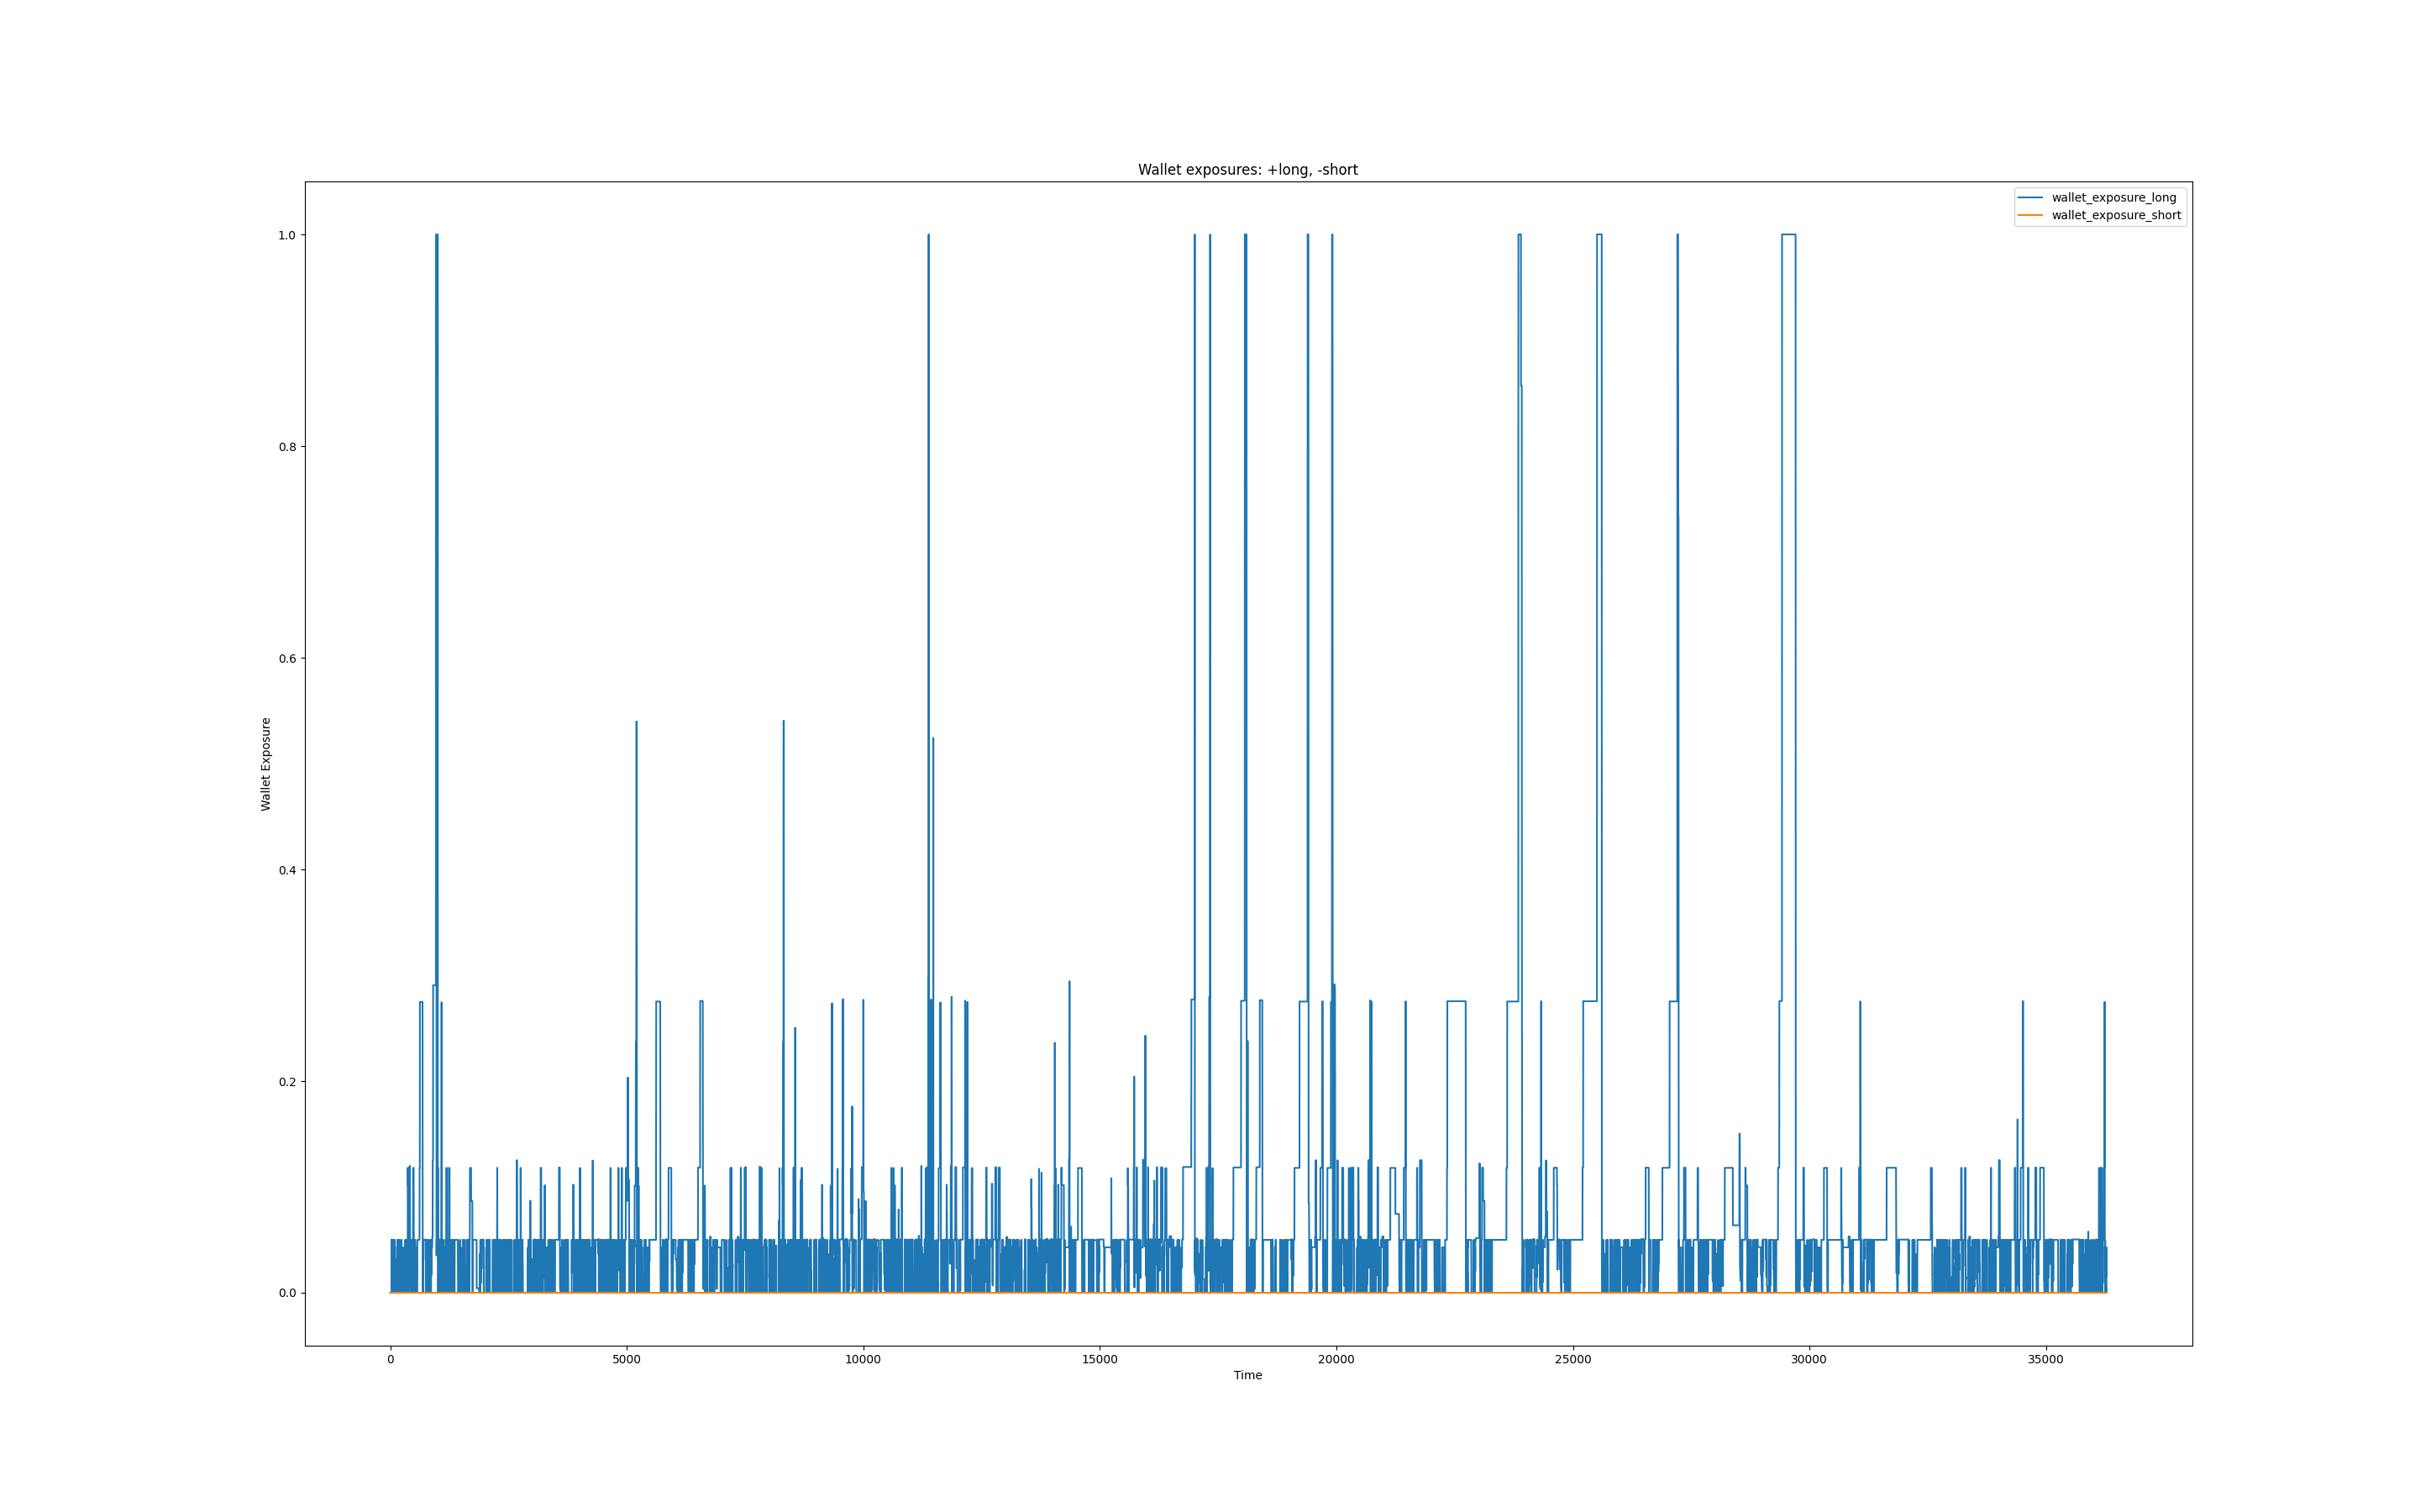 Wallet exposures: +long, -short
wallet_exposure_long
wallet_exposure_short
1.0
0.8
0.6
0.4
0.2
0.0
Wallet Exposure
0 5000 10000 15000 20000 25000 30000 35000
Time